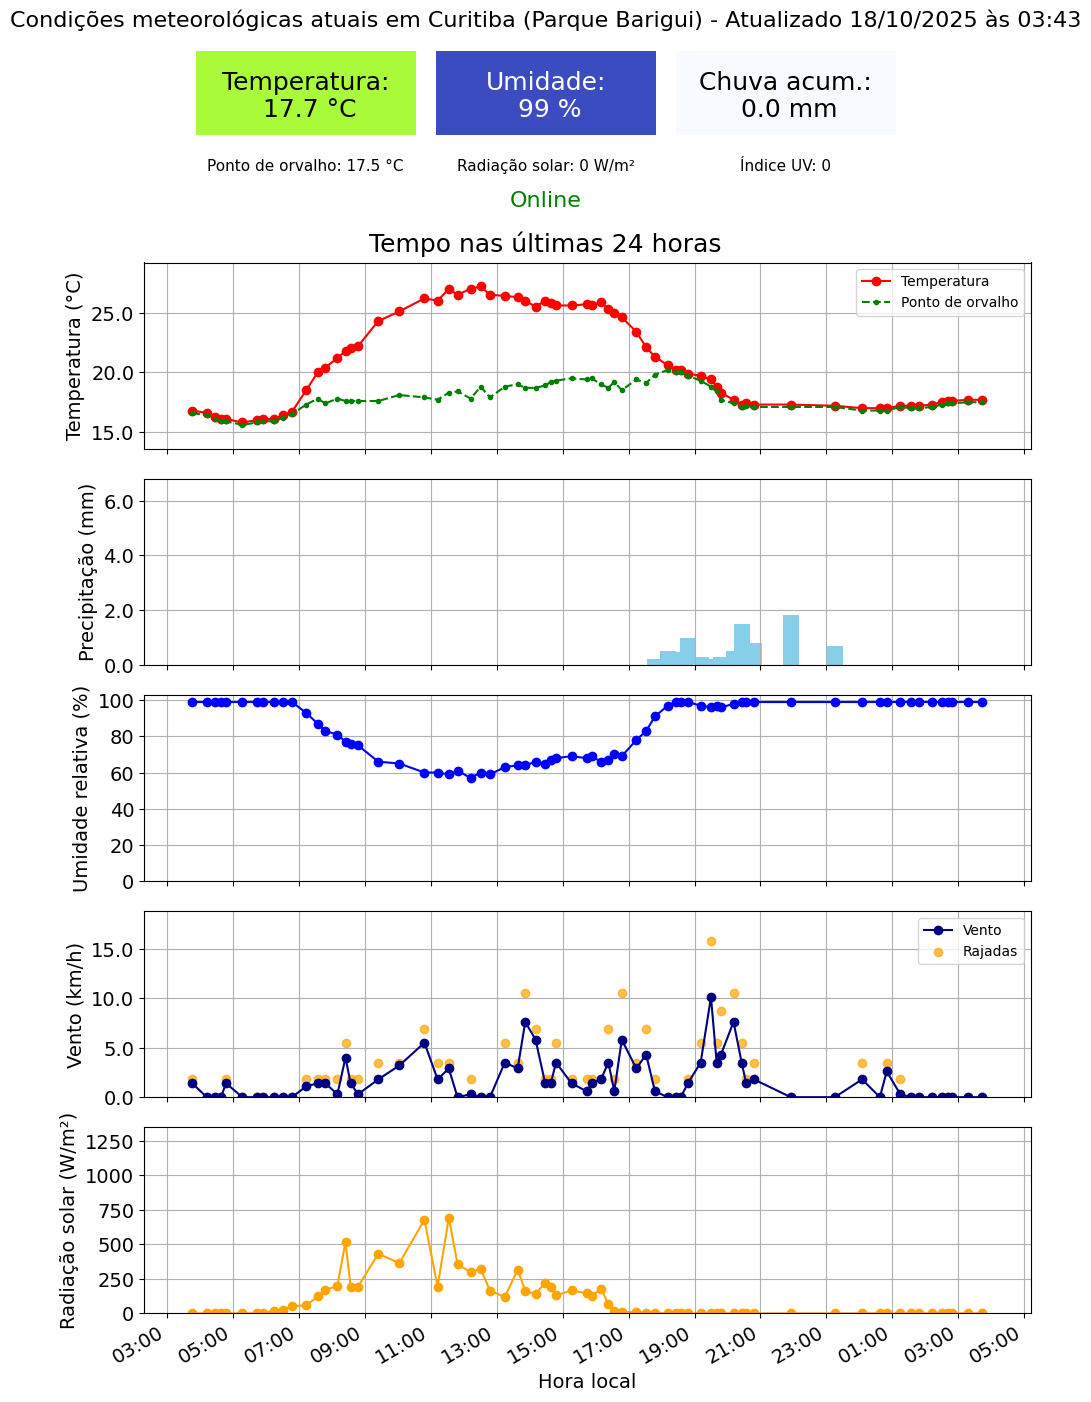 Condições meteorológicas atuais em Curitiba (Parque Barigui) - Atualizado 18/10/2025 às 03:43
Temperatura:
17.7 °C
Umidade:
99 %
Chuva acum.:
0.0 mm
Ponto de orvalho: 17.5 °C
Radiação solar: 0 W/m²
Índice UV: 0
Online
Tempo nas últimas 24 horas
Temperatura (°C)
25.0
20.0
15.0
Temperatura
Ponto de orvalho
Precipitação (mm)
6.0
4.0
2.0
0.0
Umidade relativa (%)
100
80
60
40
20
0
Vento (km/h)
15.0
10.0
5.0
0.0
Vento
Rajadas
Radiação solar (W/m²)
1250
1000
750
500
250
0
03:00 05:00 07:00 09:00 11:00 13:00 15:00 17:00 19:00 21:00 23:00 01:00 03:00 05:00
Hora local